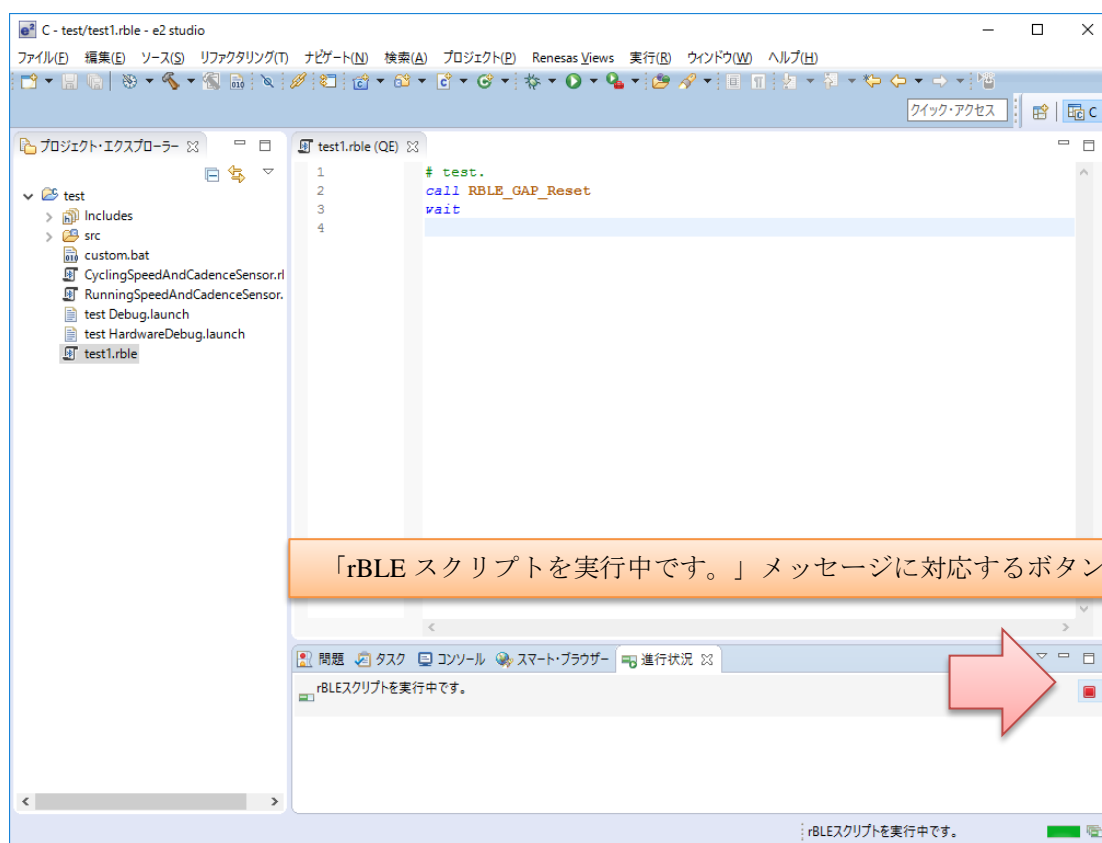 C - test/test1.rble - e2 studio
ファイル(F) 編集(E) ソース(S) リファクタリング(T) ナビゲート(N) 検索(A) プロジェクト(P) Renesas Views 実行(R) ウィンドウ(W) ヘルプ(H)
クイック・アクセス
C
プロジェクト・エクスプローラー
test
Includes
src
custom.bat
CyclingSpeedAndCadenceSensor.rl
RunningSpeedAndCadenceSensor.
test Debug.launch
test HardwareDebug.launch
test1.rble
test1.rble (QE)
1 # test.
2 call RBLE_GAP_Reset
3 wait
4
「rBLE スクリプトを実行中です。」メッセージに対応するボタン
問題 タスク コンソール スマート・ブラウザー 進行状況
rBLEスクリプトを実行中です。
rBLEスクリプトを実行中です。